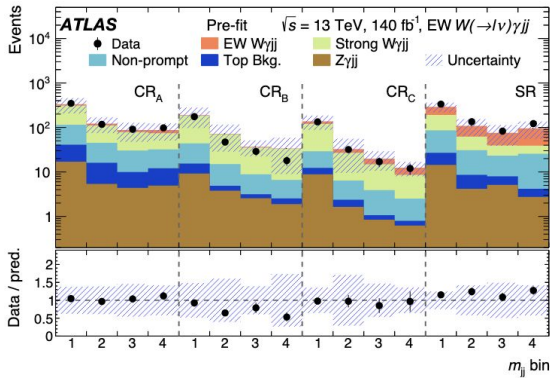 ATLAS Pre-fit √s = 13 TeV, 140 fb⁻¹, EW W(→lν)γjj
Data EW Wγjj Strong Wγjj Uncertainty
Non-prompt Top Bkg. Zγjj
CR_A CR_B CR_C SR
Events
10⁴
10³
10²
10
1
Data / pred.
2
1.5
1
0.5
0
1 2 3 4 1 2 3 4 1 2 3 4 1 2 3 4
m_jj bin